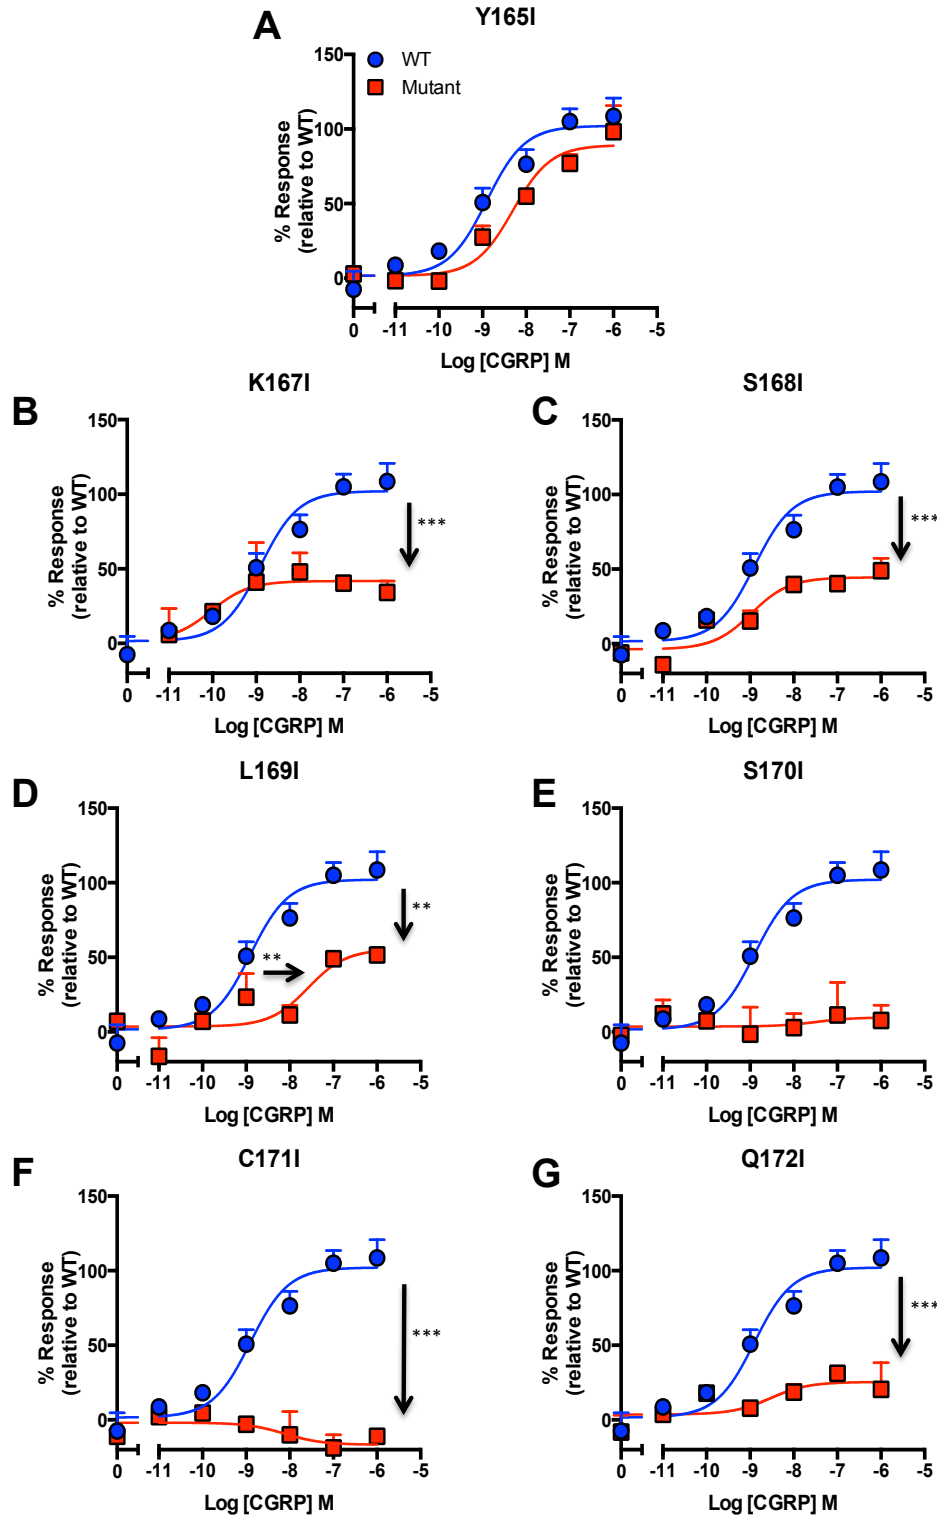 A
Y165I
WT
Mutant
150
100
50
0
% Response
(relative to WT)
0 -11 -10 -9 -8 -7 -6 -5
Log [CGRP] M
B
K167I
150
100
50
0
% Response
(relative to WT)
***
0 -11 -10 -9 -8 -7 -6 -5
Log [CGRP] M
C
S168I
150
100
50
0
% Response
(relative to WT)
***
0 -11 -10 -9 -8 -7 -6 -5
Log [CGRP] M
D
L169I
150
100
50
0
% Response
(relative to WT)
**
**
0 -11 -10 -9 -8 -7 -6 -5
Log [CGRP] M
E
S170I
150
100
50
0
% Response
(relative to WT)
0 -11 -10 -9 -8 -7 -6 -5
Log [CGRP] M
F
C171I
150
100
50
0
% Response
(relative to WT)
***
0 -11 -10 -9 -8 -7 -6 -5
Log [CGRP] M
G
Q172I
150
100
50
0
% Response
(relative to WT)
***
0 -11 -10 -9 -8 -7 -6 -5
Log [CGRP] M